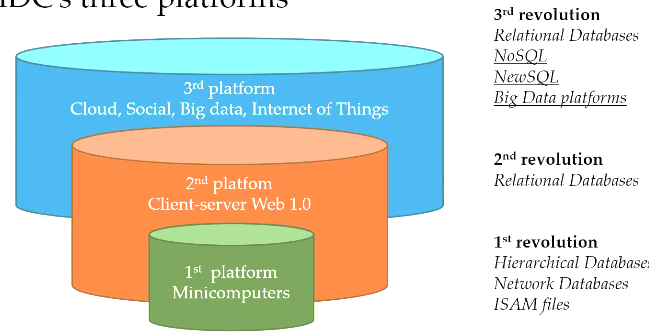 IDC's three platforms
3rd platform
Cloud, Social, Big data, Internet of Things
2nd platfom
Client-server Web 1.0
1st platform
Minicomputers
3rd revolution
Relational Databases
NoSQL
NewSQL
Big Data platforms
2nd revolution
Relational Databases
1st revolution
Hierarchical Databases
Network Databases
ISAM files